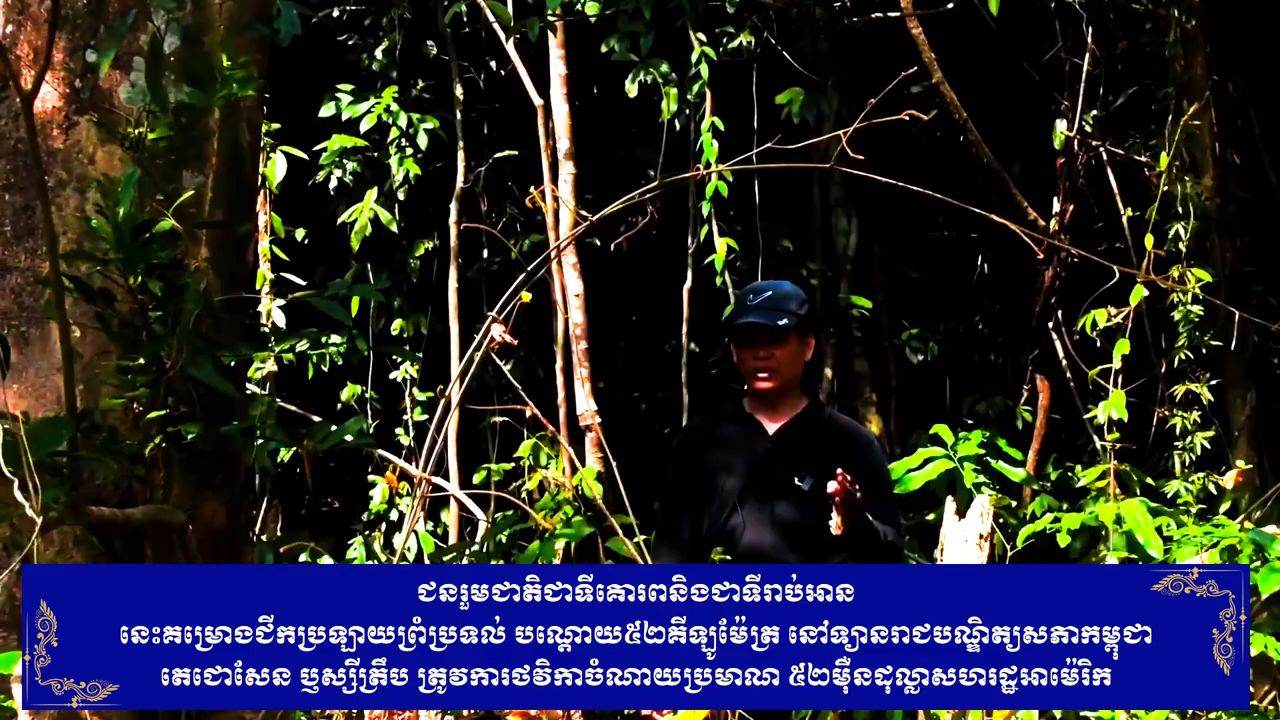 ជនរួមជាតិជាទីគោរពនិងជាទីរាប់អាន
នេះគម្រោងជីកប្រឡាយព្រំប្រទល់ បណ្តោយ៥២គីឡូម៉ែត្រ នៅទ្យានរាជបណ្ឌិត្យសភាកម្ពុជា
តេជោសែន ឫស្សីត្រឹប ត្រូវការថវិកាចំណាយប្រមាណ ៥២ម៉ឺនដុល្លាសហរដ្ឋអាម៉េរិក